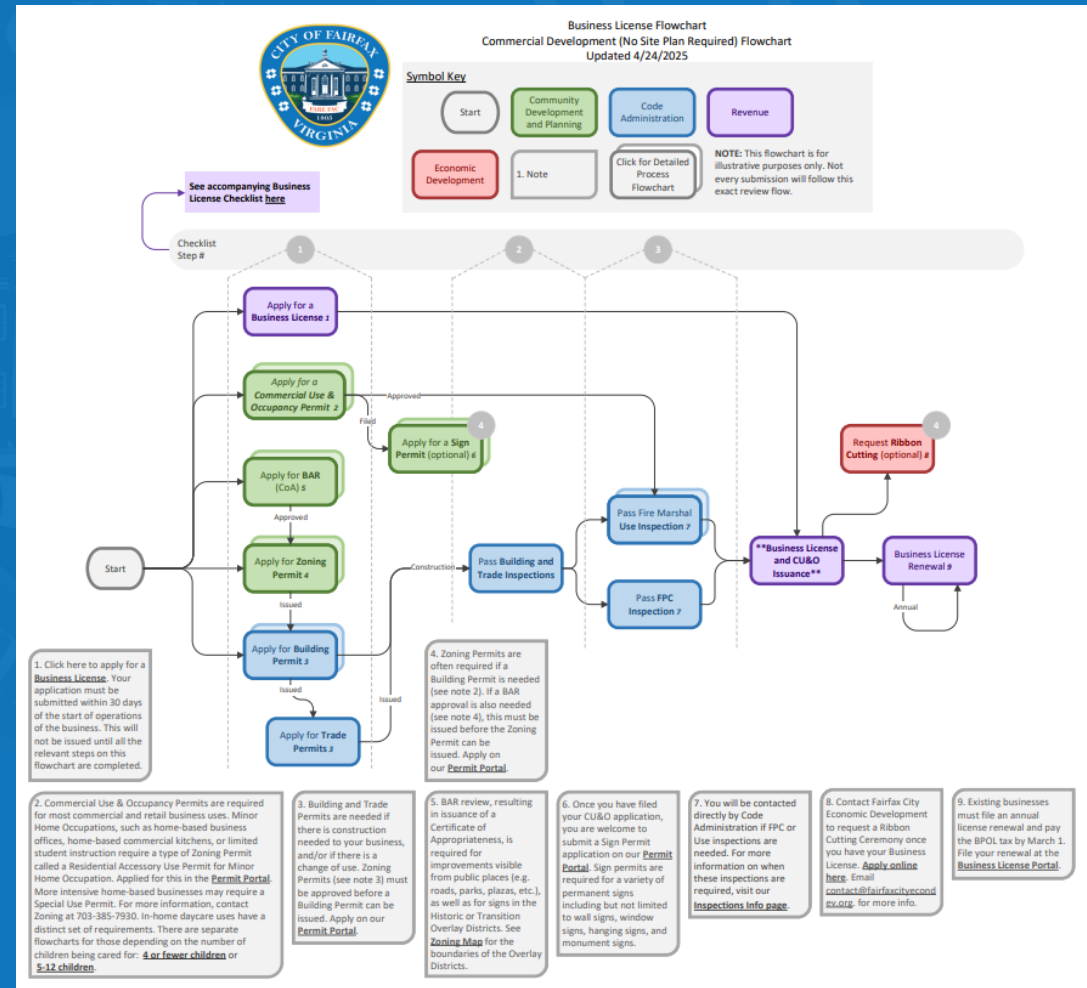 Business License Flowchart
Commercial Development (No Site Plan Required) Flowchart
Updated 4/24/2025
CITY OF FAIRFAX
FARE FAC
1805
VIRGINIA
Symbol Key
Start
Community
Development
and Planning
Code
Administration
Revenue
Economic
Development
1. Note
Click for Detailed
Process
Flowchart
NOTE: This flowchart is for
illustrative purposes only. Not
every submission will follow this
exact review flow.
See accompanying Business
License Checklist here
Checklist
Step #
1
2
3
Apply for a
Business License 1
Apply for a
Commercial Use &
Occupancy Permit 2
Approved
Filed
4
Apply for a Sign
Permit (optional) 6
4
Request Ribbon
Cutting (optional) 8
Apply for BAR
(CoA) 5
Approved
Pass Fire Marshal
Use Inspection 7
Start
Apply for Zoning
Permit 4
Construction
Pass Building and
Trade Inspections
**Business License
and CU&O
Issuance**
Business License
Renewal 9
Issued
Pass FPC
Inspection 7
Annual
Apply for Building
Permit 3
Issued
Issued
Apply for Trade
Permits 3
1. Click here to apply for a
Business License. Your
application must be
submitted within 30 days
of the start of operations
of the business. This will
not be issued until all the
relevant steps on this
flowchart are completed.
4. Zoning Permits are
often required if a
Building Permit is needed
(see note 2). If a BAR
approval is also needed
(see note 4), this must be
issued before the Zoning
Permit can be
issued. Apply on
our Permit Portal.
2. Commercial Use & Occupancy Permits are required
for most commercial and retail business uses. Minor
Home Occupations, such as home-based business
offices, home-based commercial kitchens, or limited
student instruction require a type of Zoning Permit
called a Residential Accessory Use Permit for Minor
Home Occupation. Applied for this in the Permit Portal.
More intensive home-based businesses may require a
Special Use Permit. For more information, contact
Zoning at 703-385-7930. In-home daycare uses have a
distinct set of requirements. There are separate
flowcharts for those depending on the number of
children being cared for: 4 or fewer children or
5-12 children.
3. Building and Trade
Permits are needed if
there is construction
needed to your business,
and/or if there is a
change of use. Zoning
Permits (see note 3) must
be approved before a
Building Permit can be
issued. Apply on our
Permit Portal.
5. BAR review, resulting
in issuance of a
Certificate of
Appropriateness, is
required for
improvements visible
from public places (e.g.
roads, parks, plazas, etc.),
as well as for signs in the
Historic or Transition
Overlay Districts. See
Zoning Map for the
boundaries of the Overlay
Districts.
6. Once you have filed
your CU&O application,
you are welcome to
submit a Sign Permit
application on our Permit
Portal. Sign permits are
required for a variety of
permanent signs
including but not limited
to wall signs, window
signs, hanging signs, and
monument signs.
7. You will be contacted
directly by Code
Administration if FPC or
Use inspections are
needed. For more
information on when
these inspections are
required, visit our
Inspections Info page.
8. Contact Fairfax City
Economic Development
to request a Ribbon
Cutting Ceremony once
you have your Business
License. Apply online
here. Email
contact@fairfaxcityecond
ev.org. for more info.
9. Existing businesses
must file an annual
license renewal and pay
the BPOL tax by March 1.
File your renewal at the
Business License Portal.